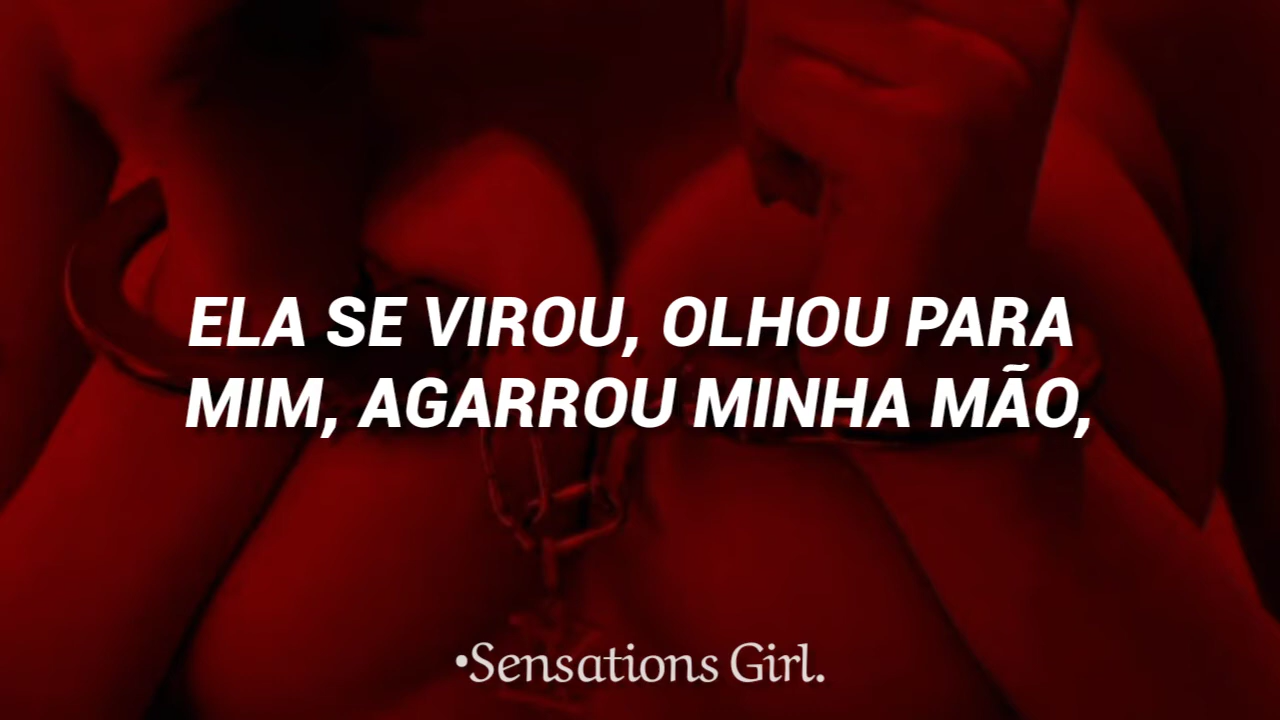 ELA SE VIROU, OLHOU PARA
MIM, AGARROU MINHA MÃO,
•Sensations Girl.